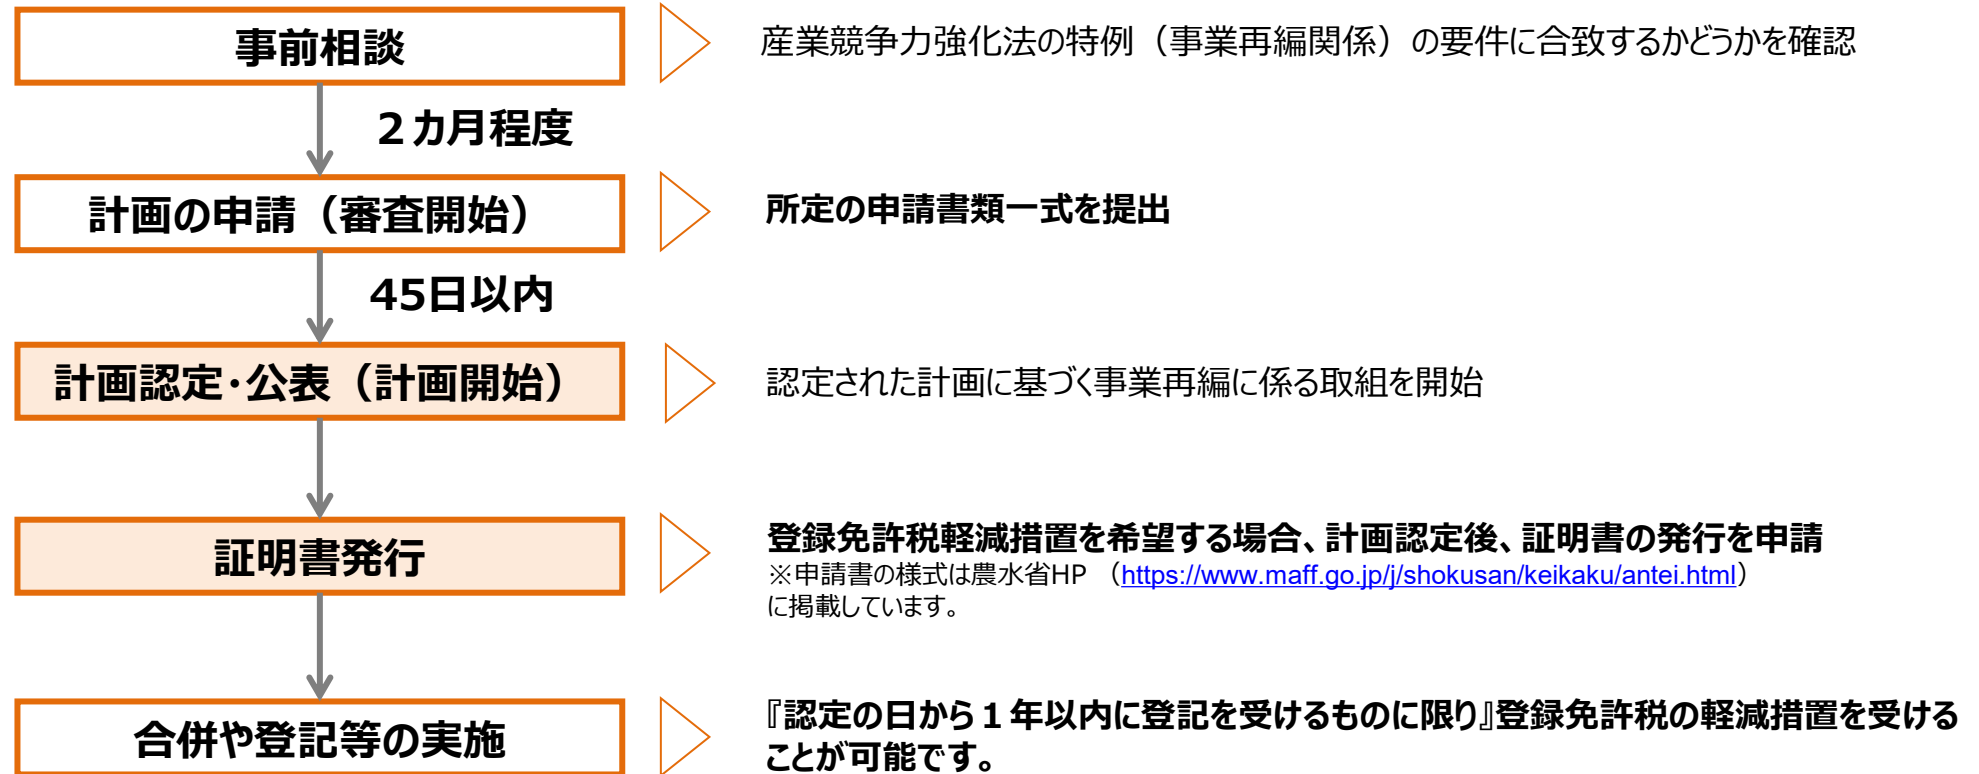 事前相談
産業競争力強化法の特例（事業再編関係）の要件に合致するかどうかを確認
２カ月程度
計画の申請（審査開始）
所定の申請書類一式を提出
45日以内
計画認定・公表（計画開始）
認定された計画に基づく事業再編に係る取組を開始
証明書発行
登録免許税軽減措置を希望する場合、計画認定後、証明書の発行を申請
※申請書の様式は農水省HP （https://www.maff.go.jp/j/shokusan/keikaku/antei.html）
に掲載しています。
合併や登記等の実施
『認定の日から１年以内に登記を受けるものに限り』登録免許税の軽減措置を受ける
ことが可能です。